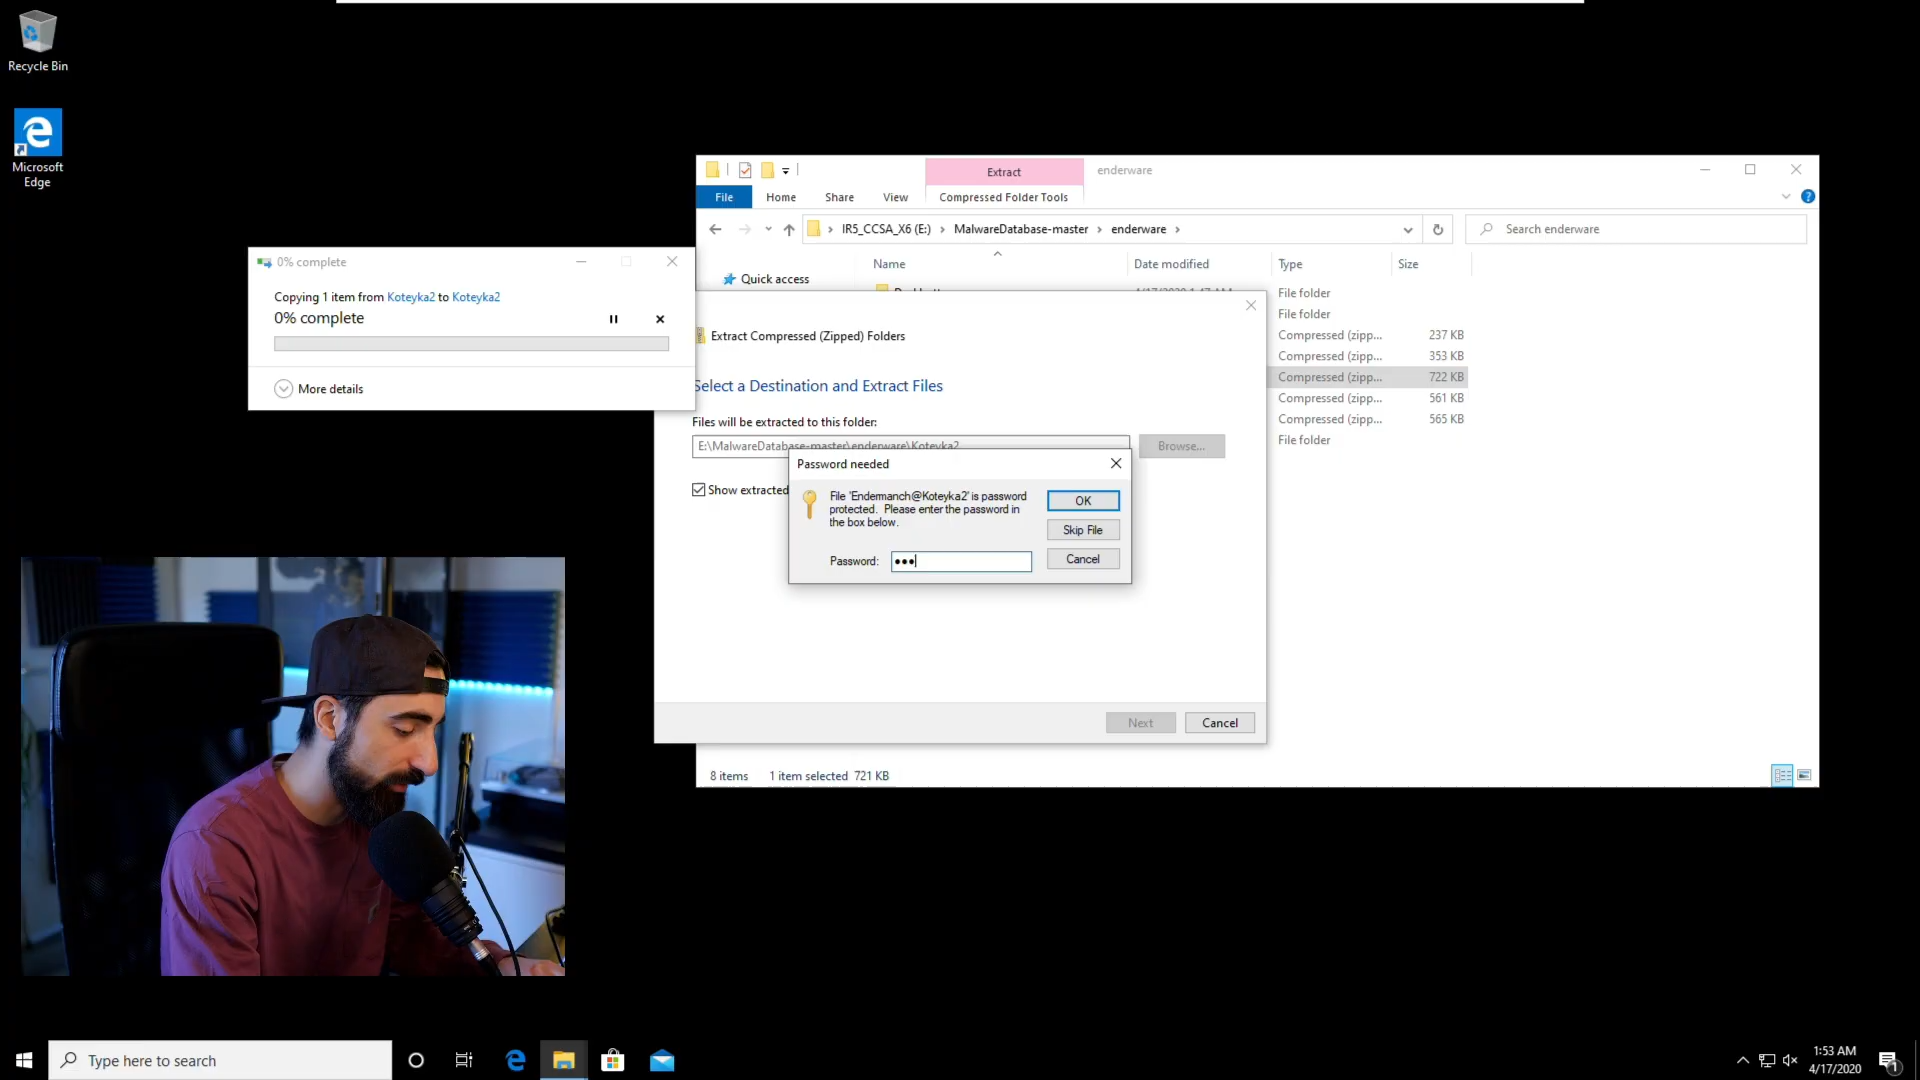 Recycle Bin
Microsoft
Edge
Extract
enderware
File
Home
Share
View
Compressed Folder Tools
IR5_CCSA_X6 (E:)
MalwareDatabase-master
enderware
Search enderware
Name
Date modified
Type
Size
Quick access
File folder
File folder
Compressed (zipp...
237 KB
Compressed (zipp...
353 KB
Compressed (zipp...
722 KB
Compressed (zipp...
561 KB
Compressed (zipp...
565 KB
File folder
0% complete
Copying 1 item from Koteyka2 to Koteyka2
0% complete
More details
Extract Compressed (Zipped) Folders
Select a Destination and Extract Files
Files will be extracted to this folder:
E:\MalwareDatabase-master\enderware\Koteyka2
Browse...
Show extracted
Password needed
File 'Endermanch@Koteyka2' is password
protected. Please enter the password in
the box below.
Password:
OK
Skip File
Cancel
Next
Cancel
8 items
1 item selected 721 KB
Type here to search
1:53 AM
4/17/2020
1